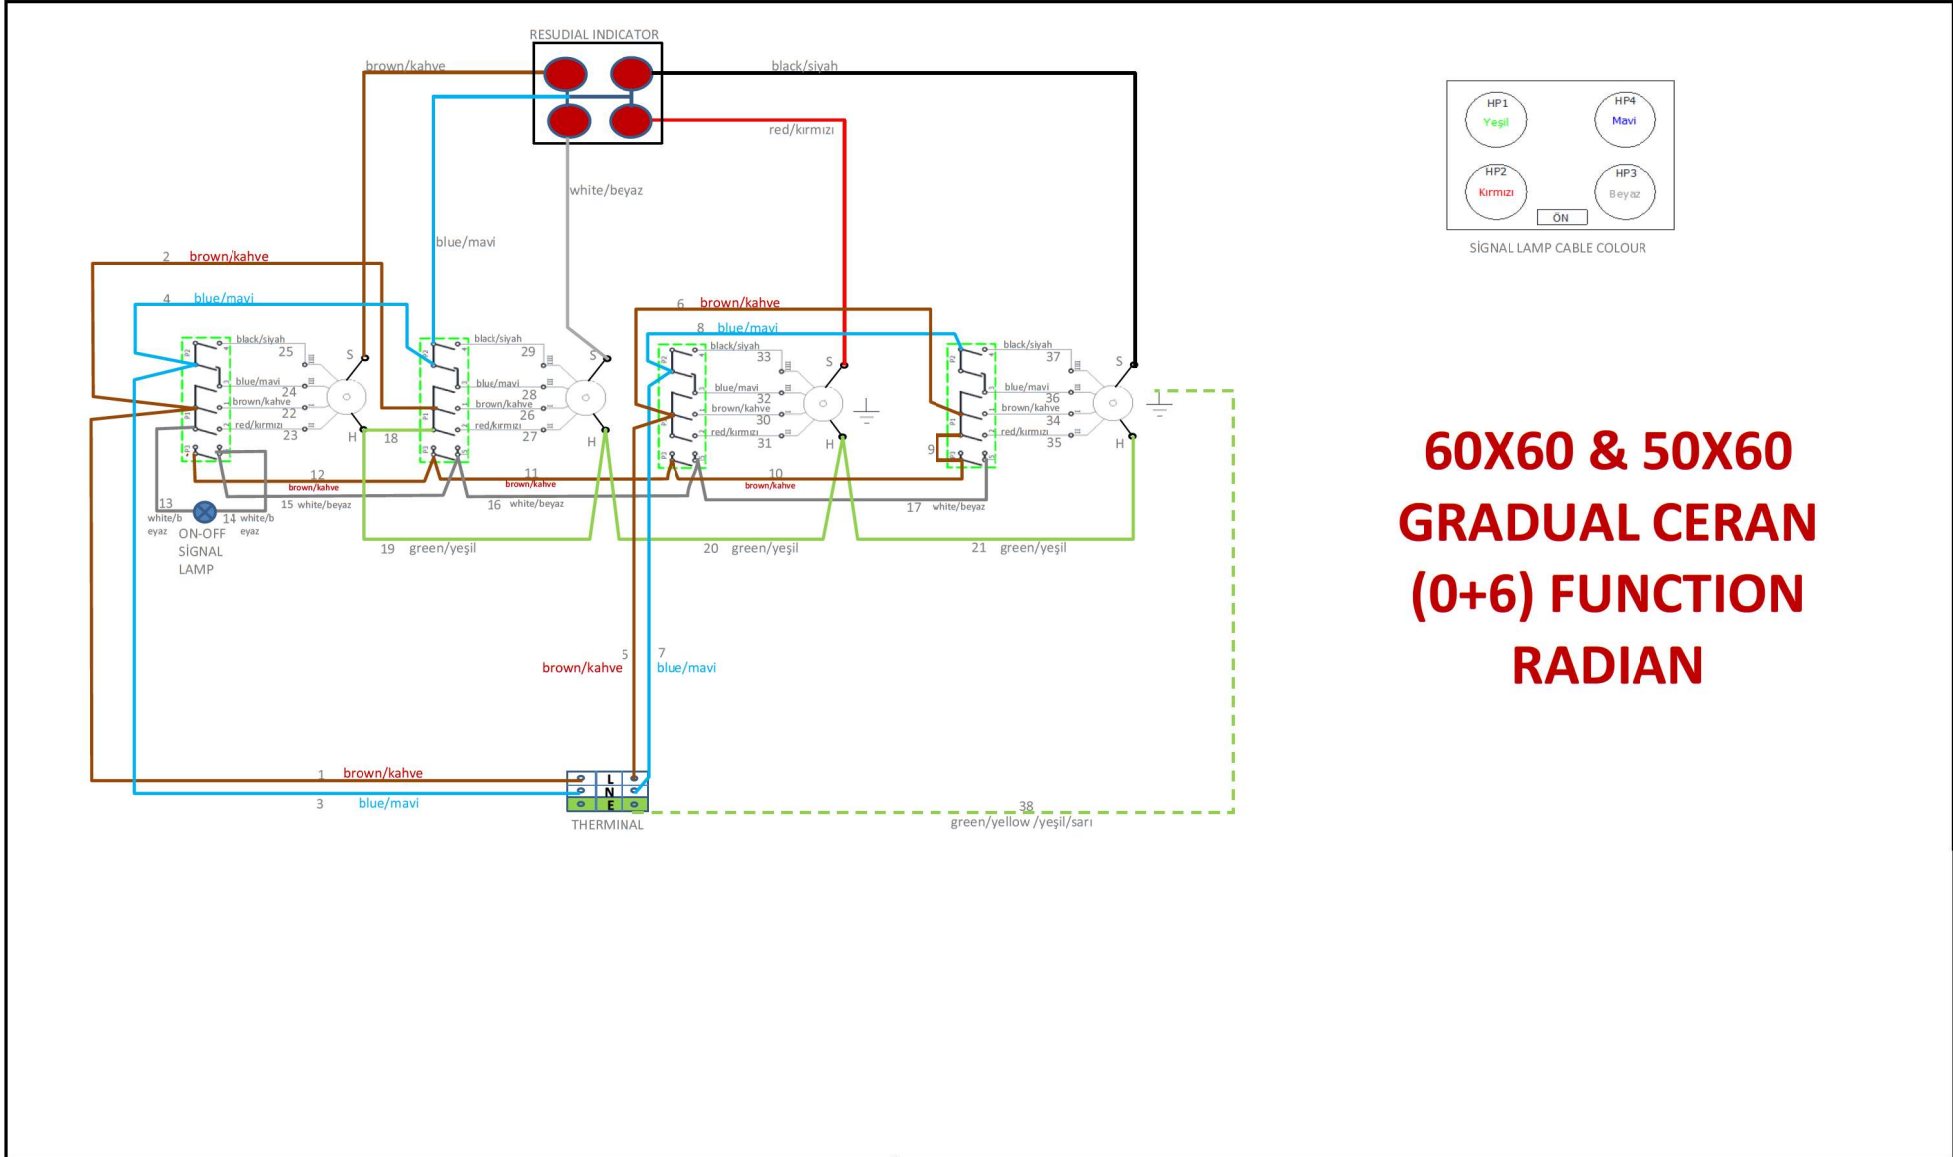 RESUDIAL INDICATOR
brown/kahve
black/siyah
red/kırmızı
white/beyaz
blue/mavi
2 brown/kahve
4 blue/mavi
6 brown/kahve
8 blue/mavi
black/siyah
25
S
blue/mavi
24
brown/kahve
22
red/kırmızı
23
H
18
black/siyah
29
S
blue/mavi
28
brown/kahve
26
red/kırmızı
27
H
black/siyah
33
S
blue/mavi
32
brown/kahve
30
red/kırmızı
31
H
black/siyah
37
S
blue/mavi
36
brown/kahve
34
red/kırmızı
35
H
9
12
brown/kahve
11
brown/kahve
10
brown/kahve
13
white/b
eyaz
14 white/b
eyaz
15 white/beyaz
16 white/beyaz
17 white/beyaz
ON-OFF
SİGNAL
LAMP
19 green/yeşil
20 green/yeşil
21 green/yeşil
5
brown/kahve
7
blue/mavi
1 brown/kahve
3 blue/mavi
L
N
E
THERMINAL
38
green/yellow /yeşil/sarı
HP1
Yeşil
HP4
Mavi
HP2
Kırmızı
HP3
Beyaz
ÖN
SİGNAL LAMP CABLE COLOUR
60X60 & 50X60
GRADUAL CERAN
(0+6) FUNCTION
RADIAN